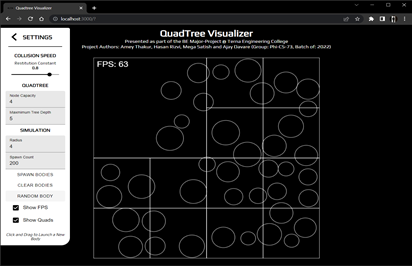 QuadTree Visualizer
localhost:3000/?
SETTINGS
QuadTree Visualizer
Presented as part of the BE Major-Project @ Terna Engineering College
Project Authors: Amey Thakur, Hasan Rizvi, Mega Satish and Ajay Davare (Group: Phi-CS-73, Batch of: 2022)
COLLISION SPEED
Restitution Constant
0.8
QUADTREE
Node Capacity
4
Maximum Tree Depth
5
SIMULATION
Radius
4
Spawn Count
200
SPAWN BODIES
CLEAR BODIES
RANDOM BODY
Show FPS
Show Quads
Click and Drag to Launch a New
Body
FPS: 63